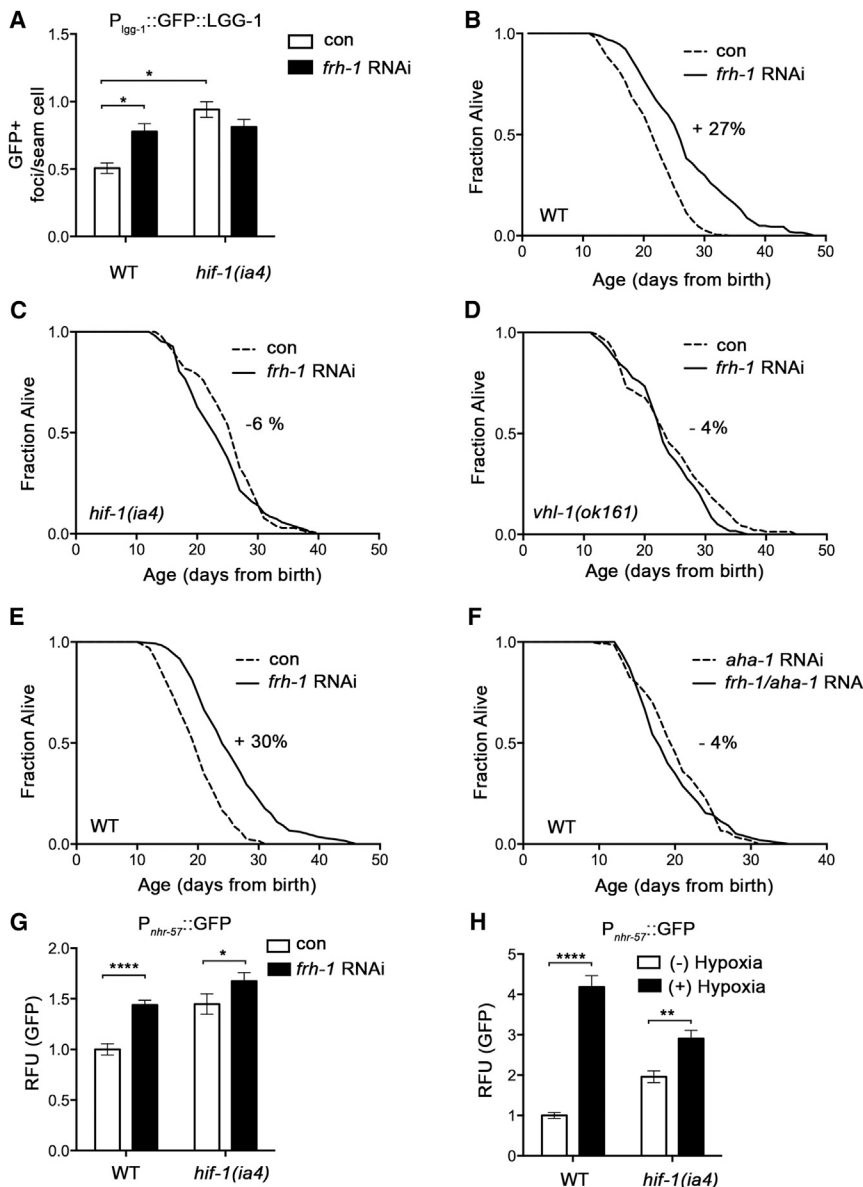 A
P lgg-1::GFP::LGG-1
con
frh-1 RNAi
GFP+
foci/seam cell
1.5
1.0
0.5
0.0
*
*
WT
hif-1(ia4)
B
con
frh-1 RNAi
+ 27%
Fraction Alive
1.0
0.5
0.0
WT
0 10 20 30 40 50
Age (days from birth)
C
con
frh-1 RNAi
-6 %
Fraction Alive
1.0
0.5
0.0
hif-1(ia4)
0 10 20 30 40 50
Age (days from birth)
D
con
frh-1 RNAi
- 4%
Fraction Alive
1.0
0.5
0.0
vhl-1(ok161)
0 10 20 30 40 50
Age (days from birth)
E
con
frh-1 RNAi
+ 30%
Fraction Alive
1.0
0.5
0.0
WT
0 10 20 30 40 50
Age (days from birth)
F
aha-1 RNAi
frh-1/aha-1 RNA
- 4%
Fraction Alive
1.0
0.5
0.0
WT
0 10 20 30 40
Age (days from birth)
G
P nhr-57::GFP
con
frh-1 RNAi
RFU (GFP)
2.0
1.5
1.0
0.5
0.0
****
*
WT
hif-1(ia4)
H
P nhr-57::GFP
(-) Hypoxia
(+) Hypoxia
RFU (GFP)
5
4
3
2
1
0
****
**
WT
hif-1(ia4)